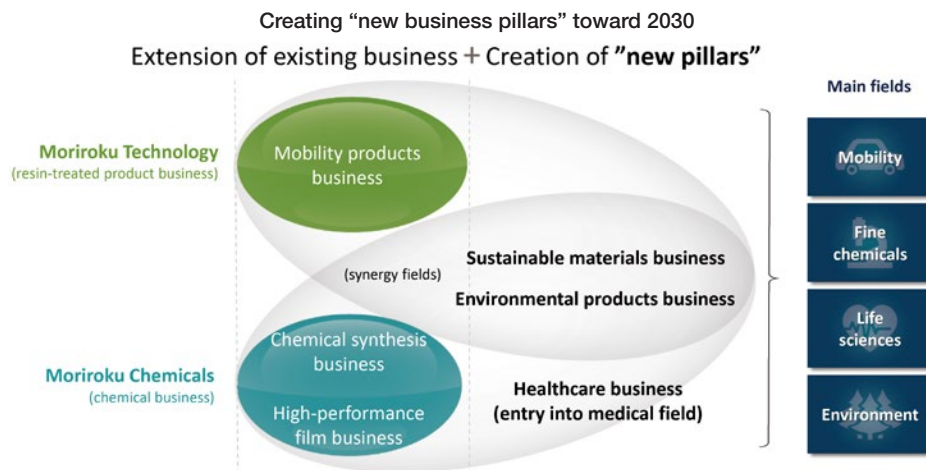 Creating “new business pillars” toward 2030
Extension of existing business + Creation of ”new pillars”
Main fields
Moriroku Technology
(resin-treated product business)
Mobility products
business
Mobility
Fine
chemicals
(synergy fields)
Sustainable materials business
Environmental products business
Life
sciences
Moriroku Chemicals
(chemical business)
Chemical synthesis
business
High-performance
film business
Healthcare business
(entry into medical field)
Environment